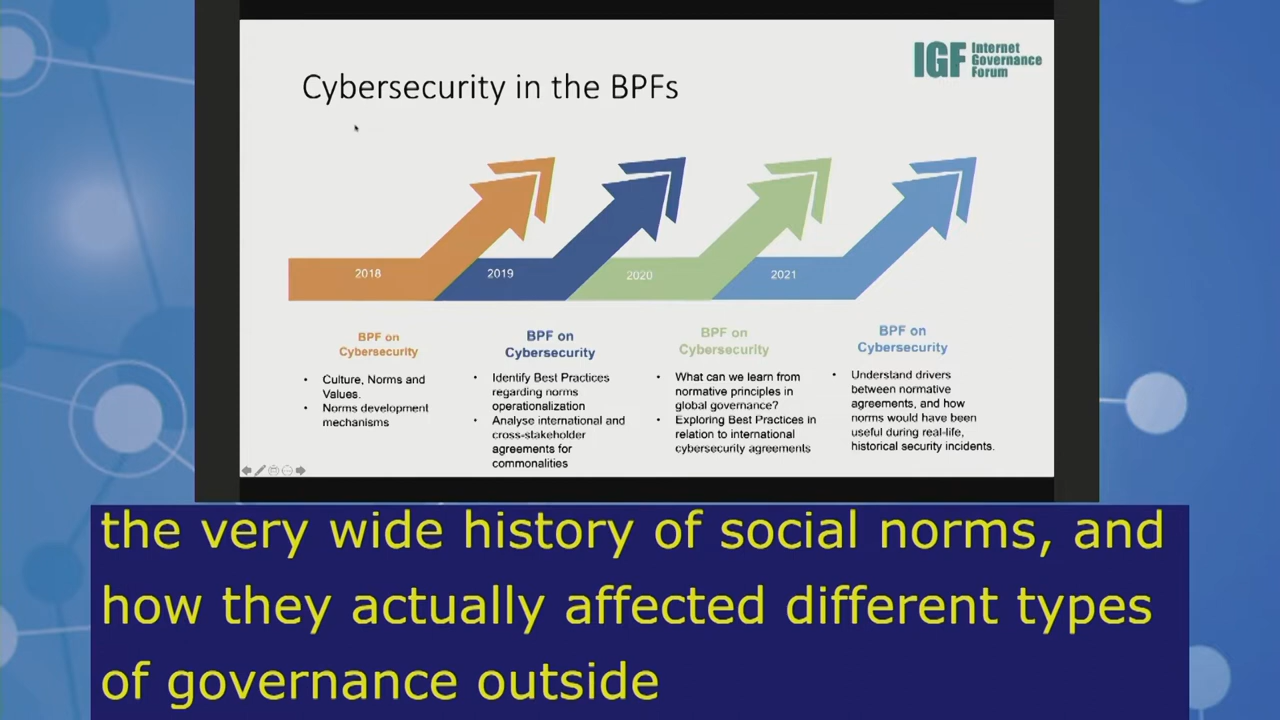 IGF Internet
Governance
Forum
Cybersecurity in the BPFs
2018
2019
2020
2021
BPF on
Cybersecurity
• Culture, Norms and
Values.
• Norms development
mechanisms
BPF on
Cybersecurity
• Identify Best Practices
regarding norms
operationalization
• Analyse international and
cross-stakeholder
agreements for
commonalities
BPF on
Cybersecurity
• What can we learn from
normative principles in
global governance?
• Exploring Best Practices in
relation to international
cybersecurity agreements
BPF on
Cybersecurity
• Understand drivers
between normative
agreements, and how
norms would have been
useful during real-life,
historical security incidents.
the very wide history of social norms, and
how they actually affected different types
of governance outside